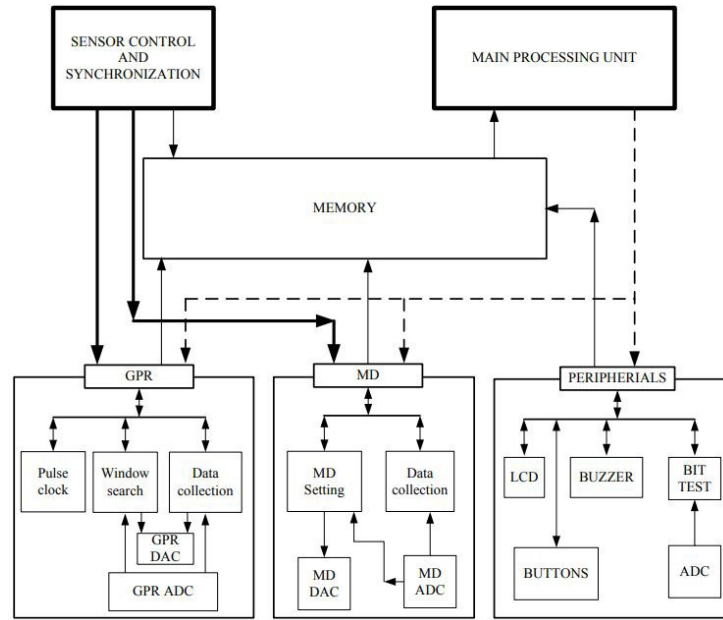 SENSOR CONTROL
AND
SYNCHRONIZATION
MAIN PROCESSING UNIT
MEMORY
GPR
MD
PERIPHERIALS
Pulse
clock
Window
search
Data
collection
GPR
DAC
GPR ADC
MD
Setting
Data
collection
MD
DAC
MD
ADC
LCD
BUZZER
BIT
TEST
BUTTONS
ADC